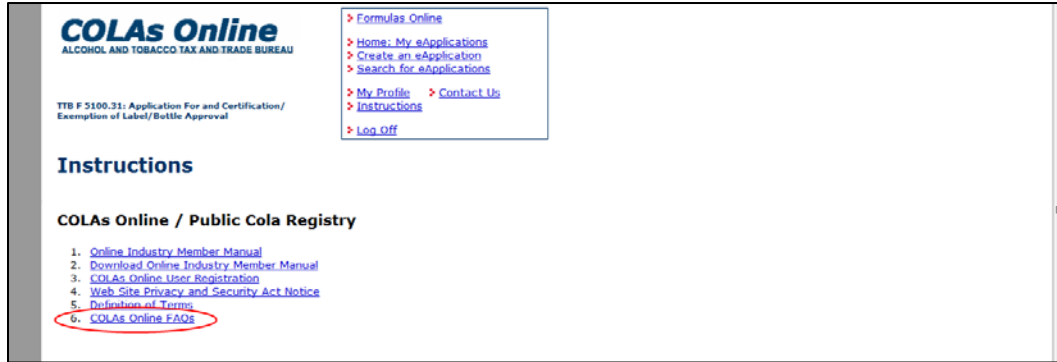 COLAs Online
ALCOHOL AND TOBACCO TAX AND TRADE BUREAU
TTB F 5100.31: Application For and Certification/
Exemption of Label/Bottle Approval
Formulas Online
Home: My eApplications
Create an eApplication
Search for eApplications
My Profile Contact Us
Instructions
Log Off
Instructions
COLAs Online / Public Cola Registry
1. Online Industry Member Manual
2. Download Online Industry Member Manual
3. COLAs Online User Registration
4. Web Site Privacy and Security Act Notice
5. Definition of Terms
6. COLAs Online FAQs